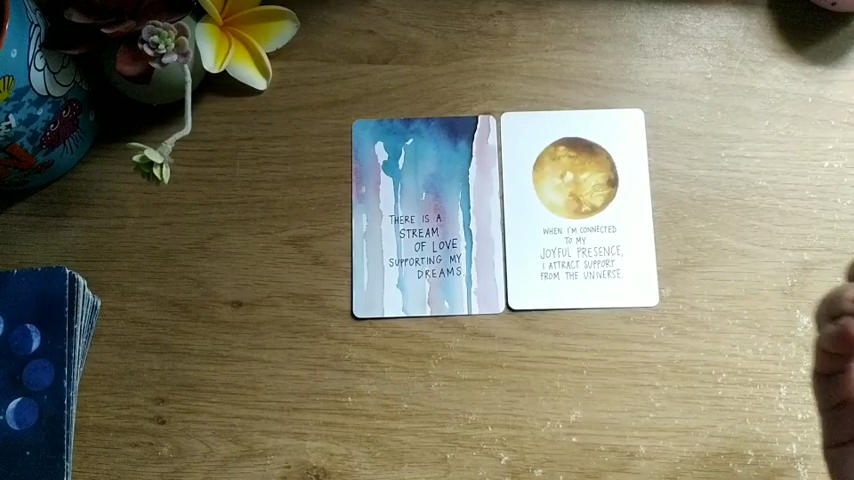 THERE IS A
STREAM
OF LOVE
SUPPORTING MY
DREAMS
WHEN I'M CONNECTED
TO MY
JOYFUL PRESENCE,
I ATTRACT SUPPORT
FROM THE UNIVERSE.